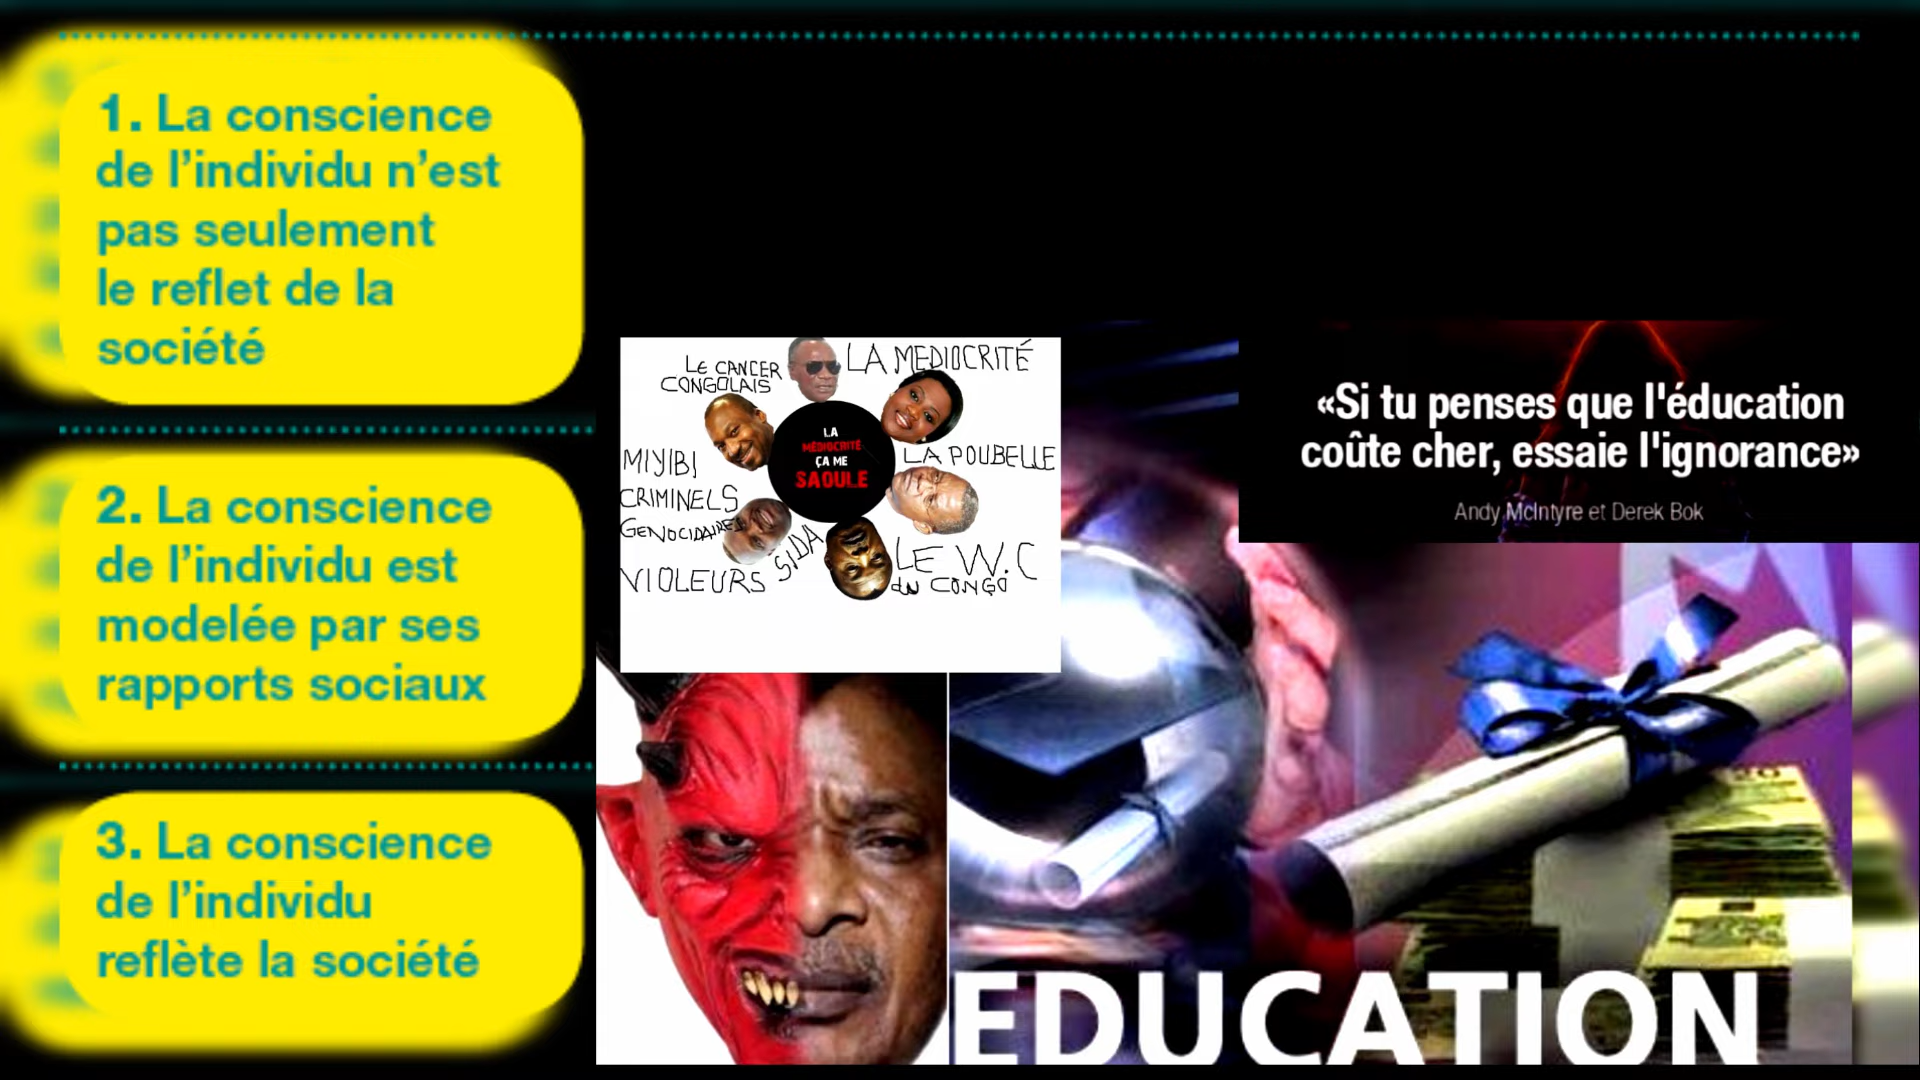 1. La conscience
de l’individu n’est
pas seulement
le reflet de la
société
2. La conscience
de l’individu est
modelée par ses
rapports sociaux
3. La conscience
de l’individu
reflète la société
LE CANCER
CONGOLAIS
LA MEDIOCRITÉ
LA
MÉDIOCRITÉ
ÇA ME
SAOULE
MIYIBI
LA POUBELLE
CRIMINELS
GENOCIDAIRES
SIDA
VIOLEURS
LE W.C
du CONGO
«Si tu penses que l'éducation
coûte cher, essaie l'ignorance»
Andy McIntyre et Derek Bok
EDUCATION